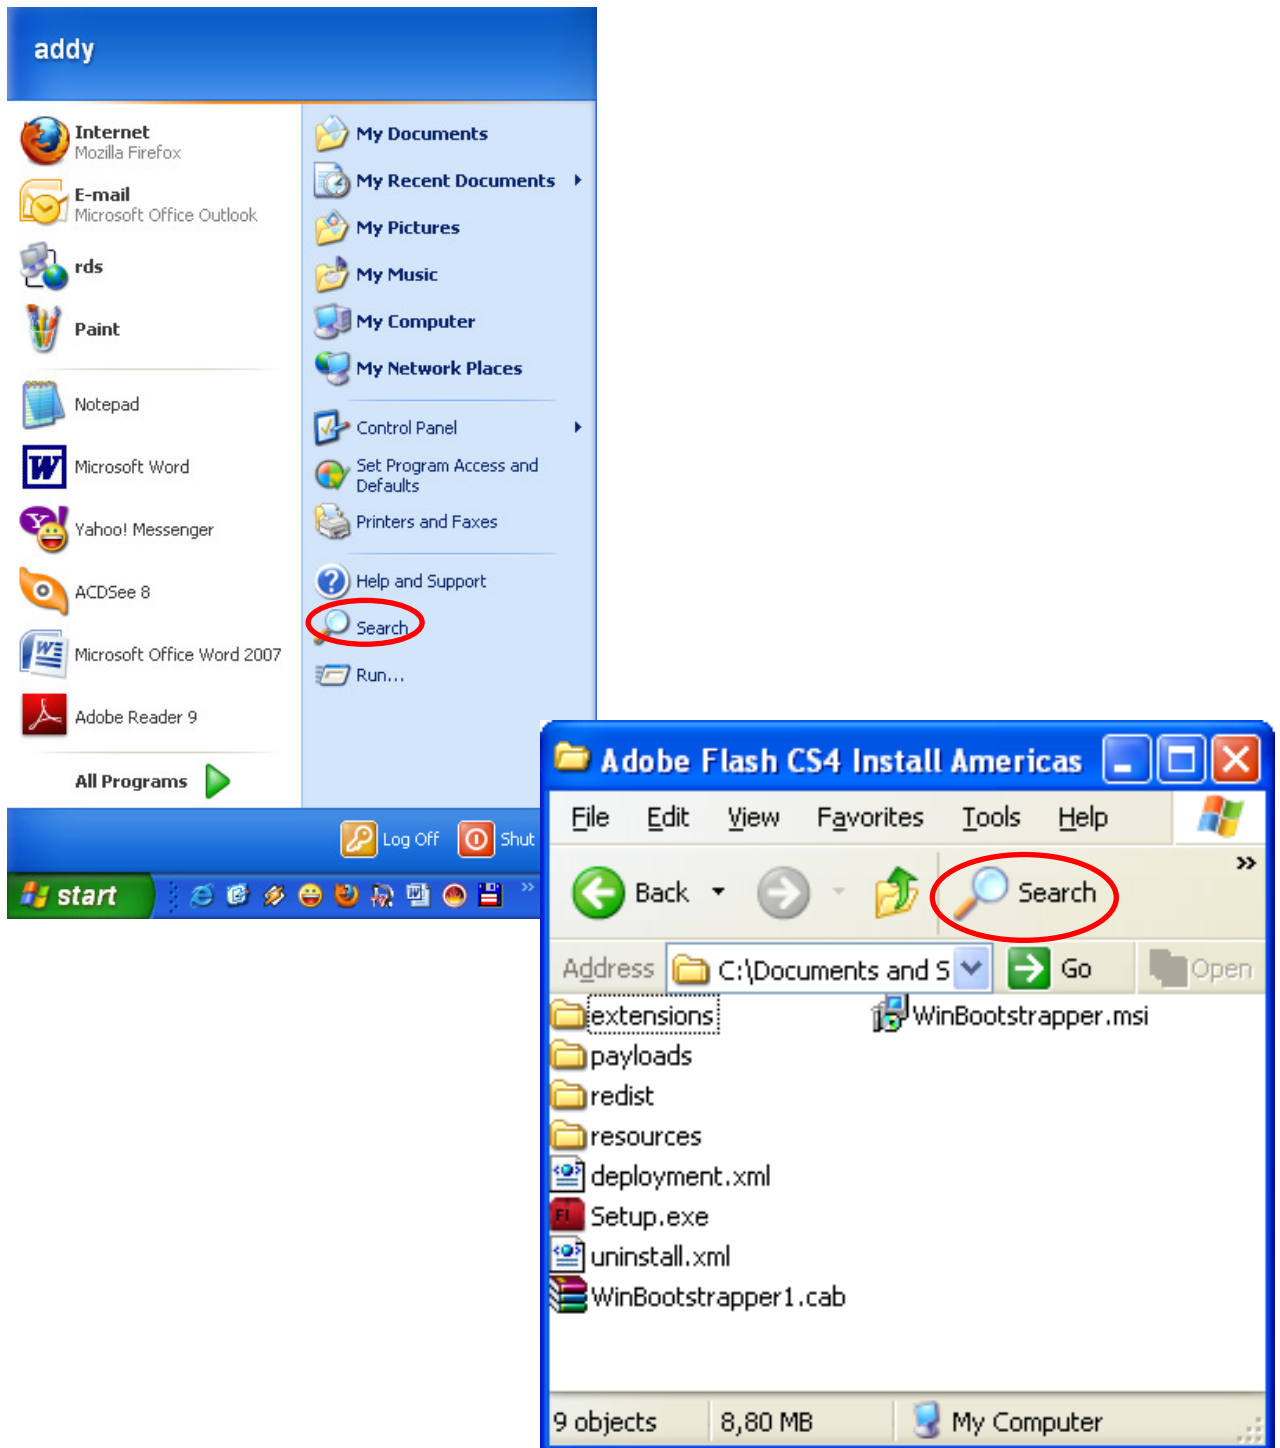 addy
Internet
Mozilla Firefox
E-mail
Microsoft Office Outlook
rds
Paint
Notepad
Microsoft Word
Yahoo! Messenger
ACDSee 8
Microsoft Office Word 2007
Adobe Reader 9
All Programs
My Documents
My Recent Documents
My Pictures
My Music
My Computer
My Network Places
Control Panel
Set Program Access and
Defaults
Printers and Faxes
Help and Support
Search
Run...
Log Off
Shut
start
Adobe Flash CS4 Install Americas
File Edit View Favorites Tools Help
Back Search
Address C:\Documents and S Go Open
extensions
payloads
redist
resources
deployment.xml
Setup.exe
uninstall.xml
WinBootstrapper1.cab
WinBootstrapper.msi
9 objects 8,80 MB My Computer